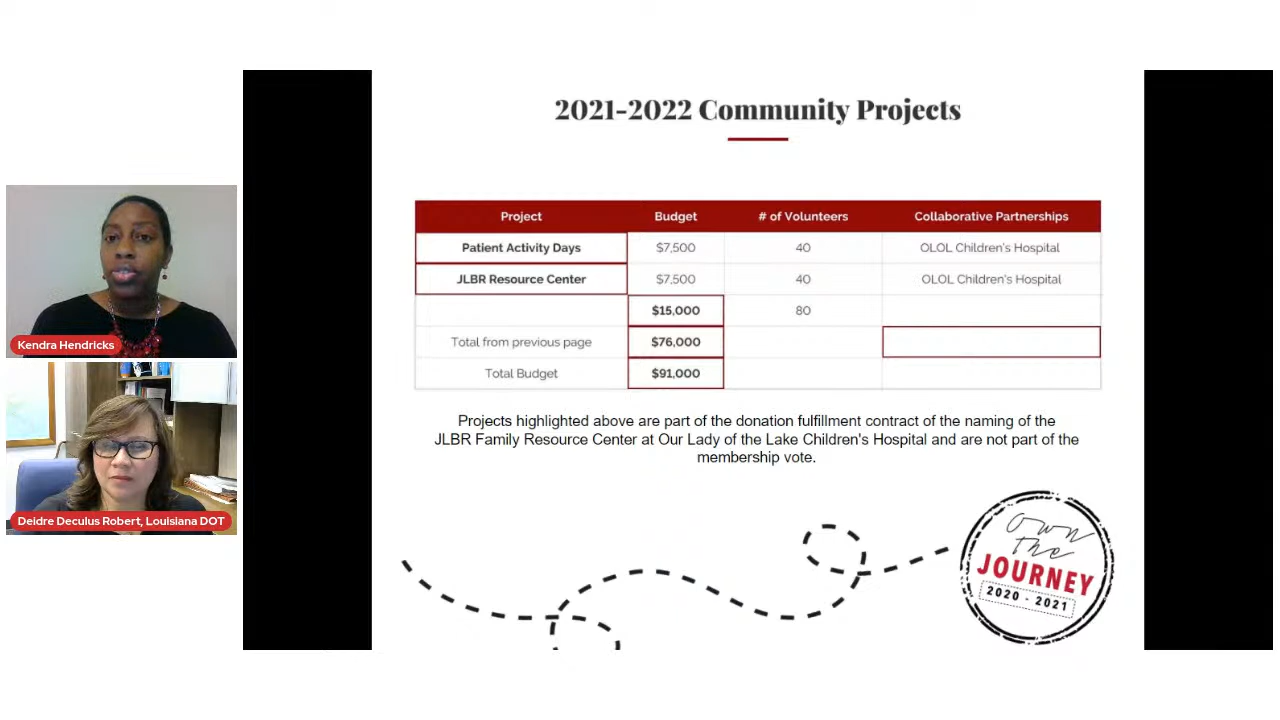 2021-2022 Community Projects
Project Budget # of Volunteers Collaborative Partnerships
Patient Activity Days $7,500 40 OLOL Children's Hospital
JLBR Resource Center $7,500 40 OLOL Children's Hospital
$15,000 80
Total from previous page $76,000
Total Budget $91,000
Projects highlighted above are part of the donation fulfillment contract of the naming of the
JLBR Family Resource Center at Our Lady of the Lake Children's Hospital and are not part of the
membership vote.
own
the
JOURNEY
2020 - 2021
Kendra Hendricks
Deidre Deculus Robert, Louisiana DOT